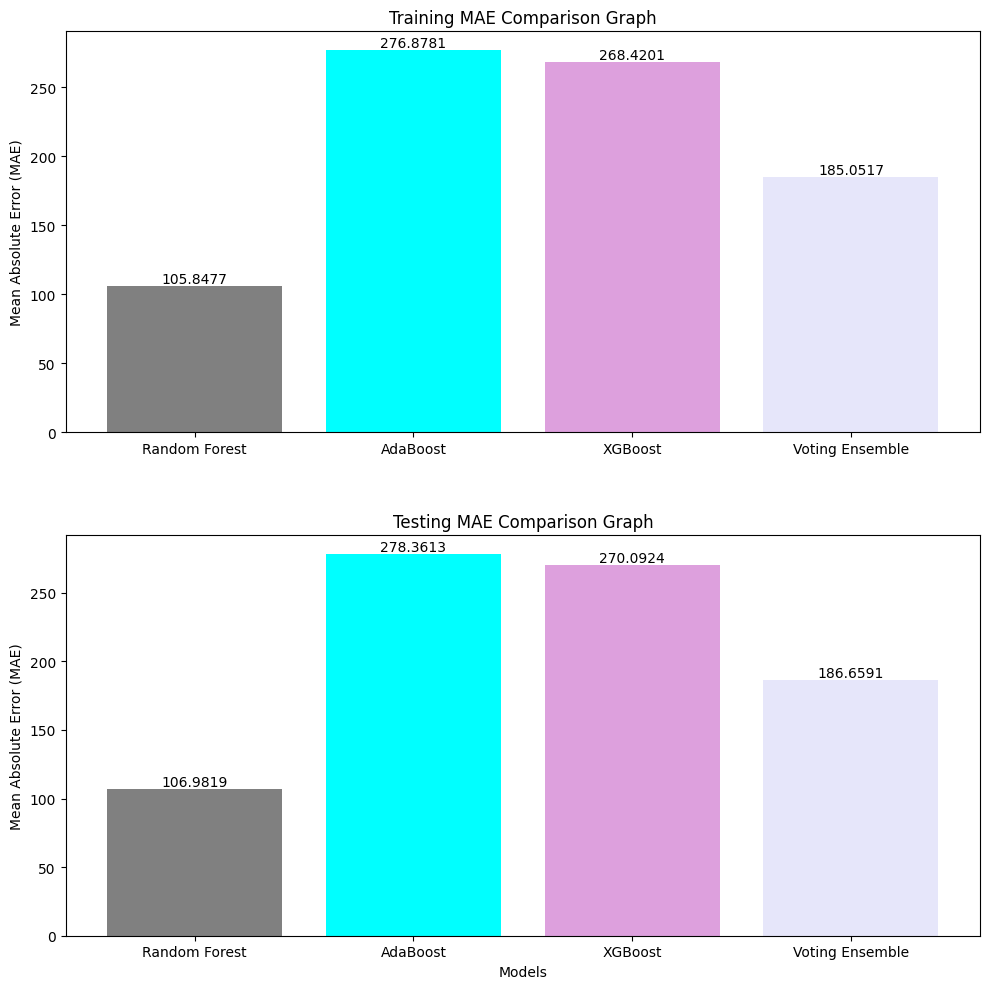 Training MAE Comparison Graph
276.8781
268.4201
185.0517
105.8477
Mean Absolute Error (MAE)
250
200
150
100
50
0
Random Forest
AdaBoost
XGBoost
Voting Ensemble
Testing MAE Comparison Graph
278.3613
270.0924
186.6591
106.9819
Mean Absolute Error (MAE)
250
200
150
100
50
0
Random Forest
AdaBoost
XGBoost
Voting Ensemble
Models